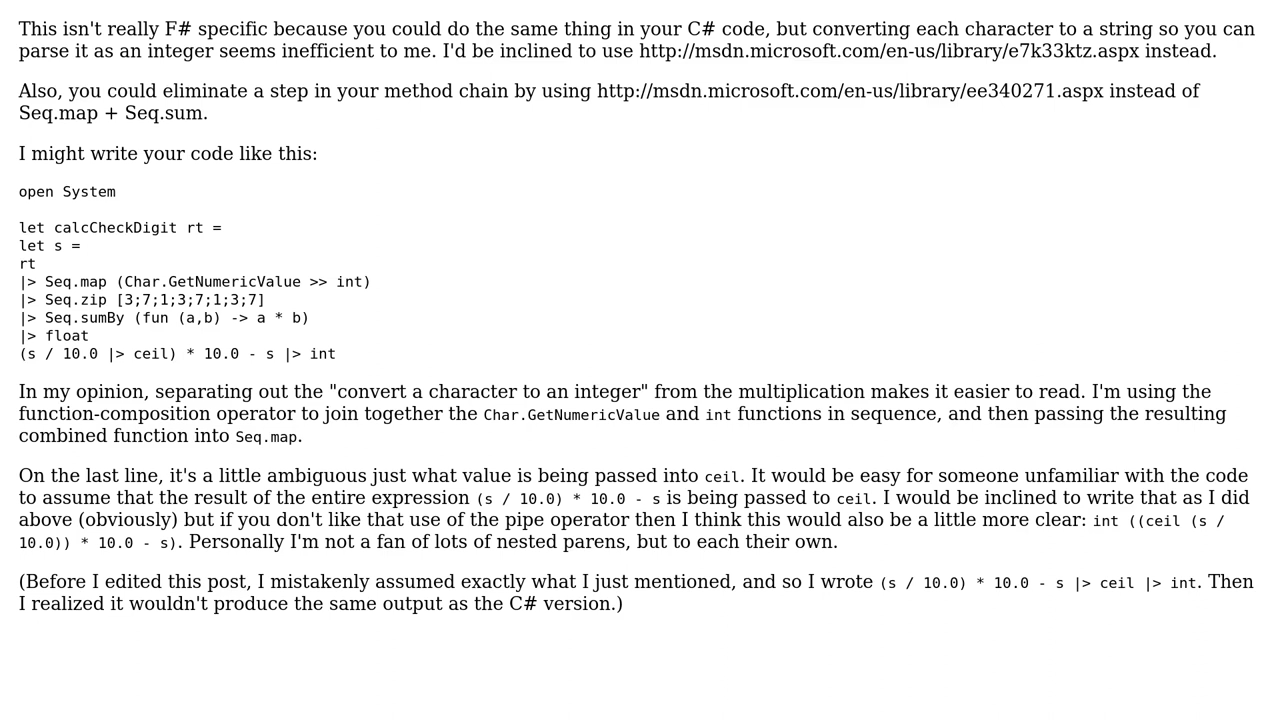 This isn't really F# specific because you could do the same thing in your C# code, but converting each character to a string so you can
parse it as an integer seems inefficient to me. I'd be inclined to use http://msdn.microsoft.com/en-us/library/e7k33ktz.aspx instead.
Also, you could eliminate a step in your method chain by using http://msdn.microsoft.com/en-us/library/ee340271.aspx instead of
Seq.map + Seq.sum.
I might write your code like this:
open System
let calcCheckDigit rt =
let s =
rt
|> Seq.map (Char.GetNumericValue >> int)
|> Seq.zip [3;7;1;3;7;1;3;7]
|> Seq.sumBy (fun (a,b) -> a * b)
|> float
(s / 10.0 |> ceil) * 10.0 - s |> int
In my opinion, separating out the "convert a character to an integer" from the multiplication makes it easier to read. I'm using the
function-composition operator to join together the Char.GetNumericValue and int functions in sequence, and then passing the resulting
combined function into Seq.map.
On the last line, it's a little ambiguous just what value is being passed into ceil. It would be easy for someone unfamiliar with the code
to assume that the result of the entire expression (s / 10.0) * 10.0 - s is being passed to ceil. I would be inclined to write that as I did
above (obviously) but if you don't like that use of the pipe operator then I think this would also be a little more clear: int ((ceil (s /
10.0)) * 10.0 - s). Personally I'm not a fan of lots of nested parens, but to each their own.
(Before I edited this post, I mistakenly assumed exactly what I just mentioned, and so I wrote (s / 10.0) * 10.0 - s |> ceil |> int. Then
I realized it wouldn't produce the same output as the C# version.)